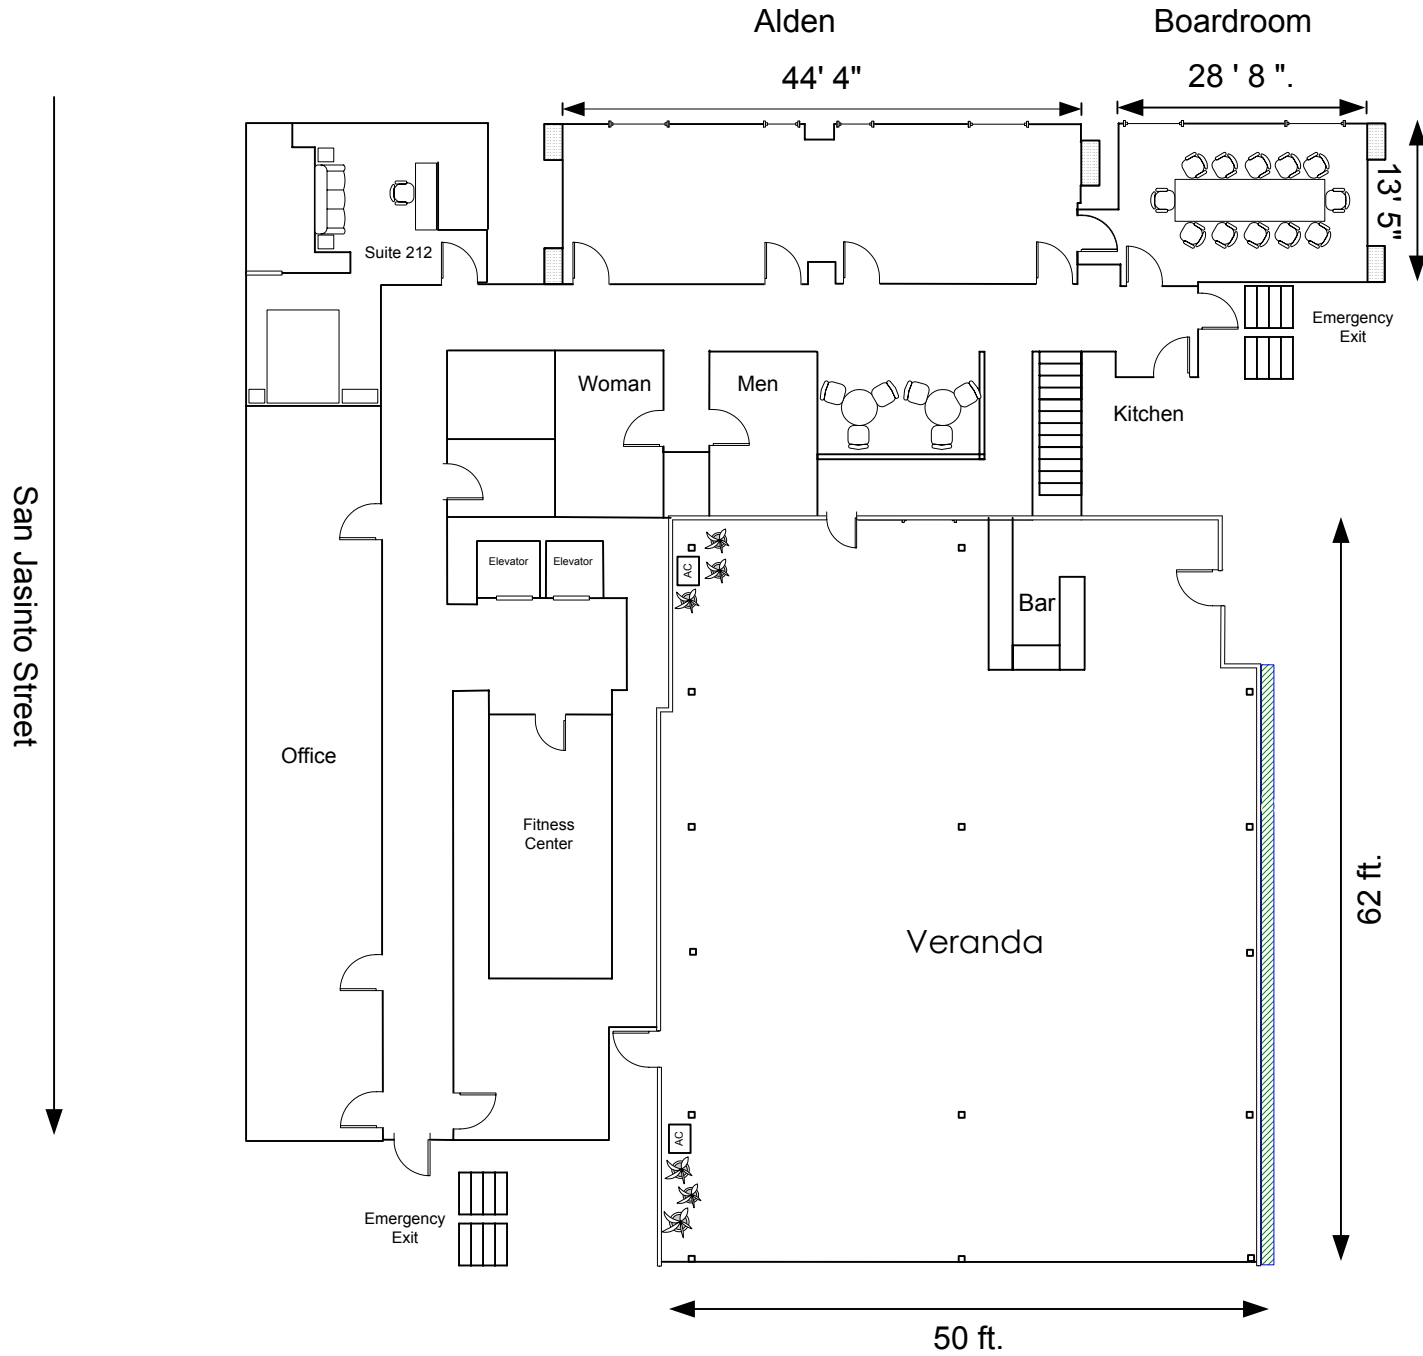 Alden
Boardroom
44' 4"
28 ' 8 ".
13' 5"
Suite 212
Emergency
Exit
Woman
Men
Kitchen
San Jasinto Street
Elevator
Elevator
AC
Bar
Office
Fitness
Center
62 ft.
Veranda
AC
Emergency
Exit
50 ft.